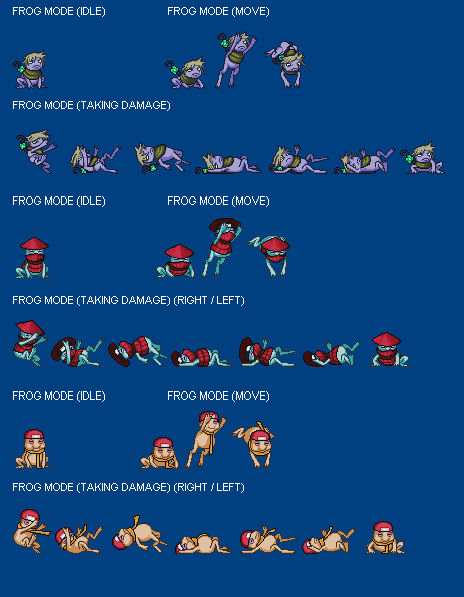 FROG MODE (IDLE)
FROG MODE (MOVE)
FROG MODE (TAKING DAMAGE)
FROG MODE (IDLE)
FROG MODE (MOVE)
FROG MODE (TAKING DAMAGE) (RIGHT / LEFT)
FROG MODE (IDLE)
FROG MODE (MOVE)
FROG MODE (TAKING DAMAGE) (RIGHT / LEFT)